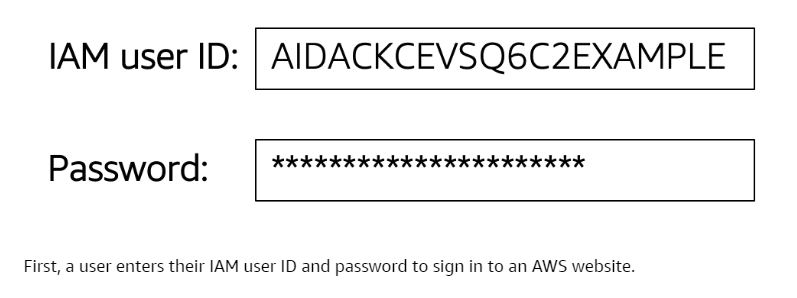 IAM user ID: AIDACKCEVSQ6C2EXAMPLE
Password: **********************
First, a user enters their IAM user ID and password to sign in to an AWS website.